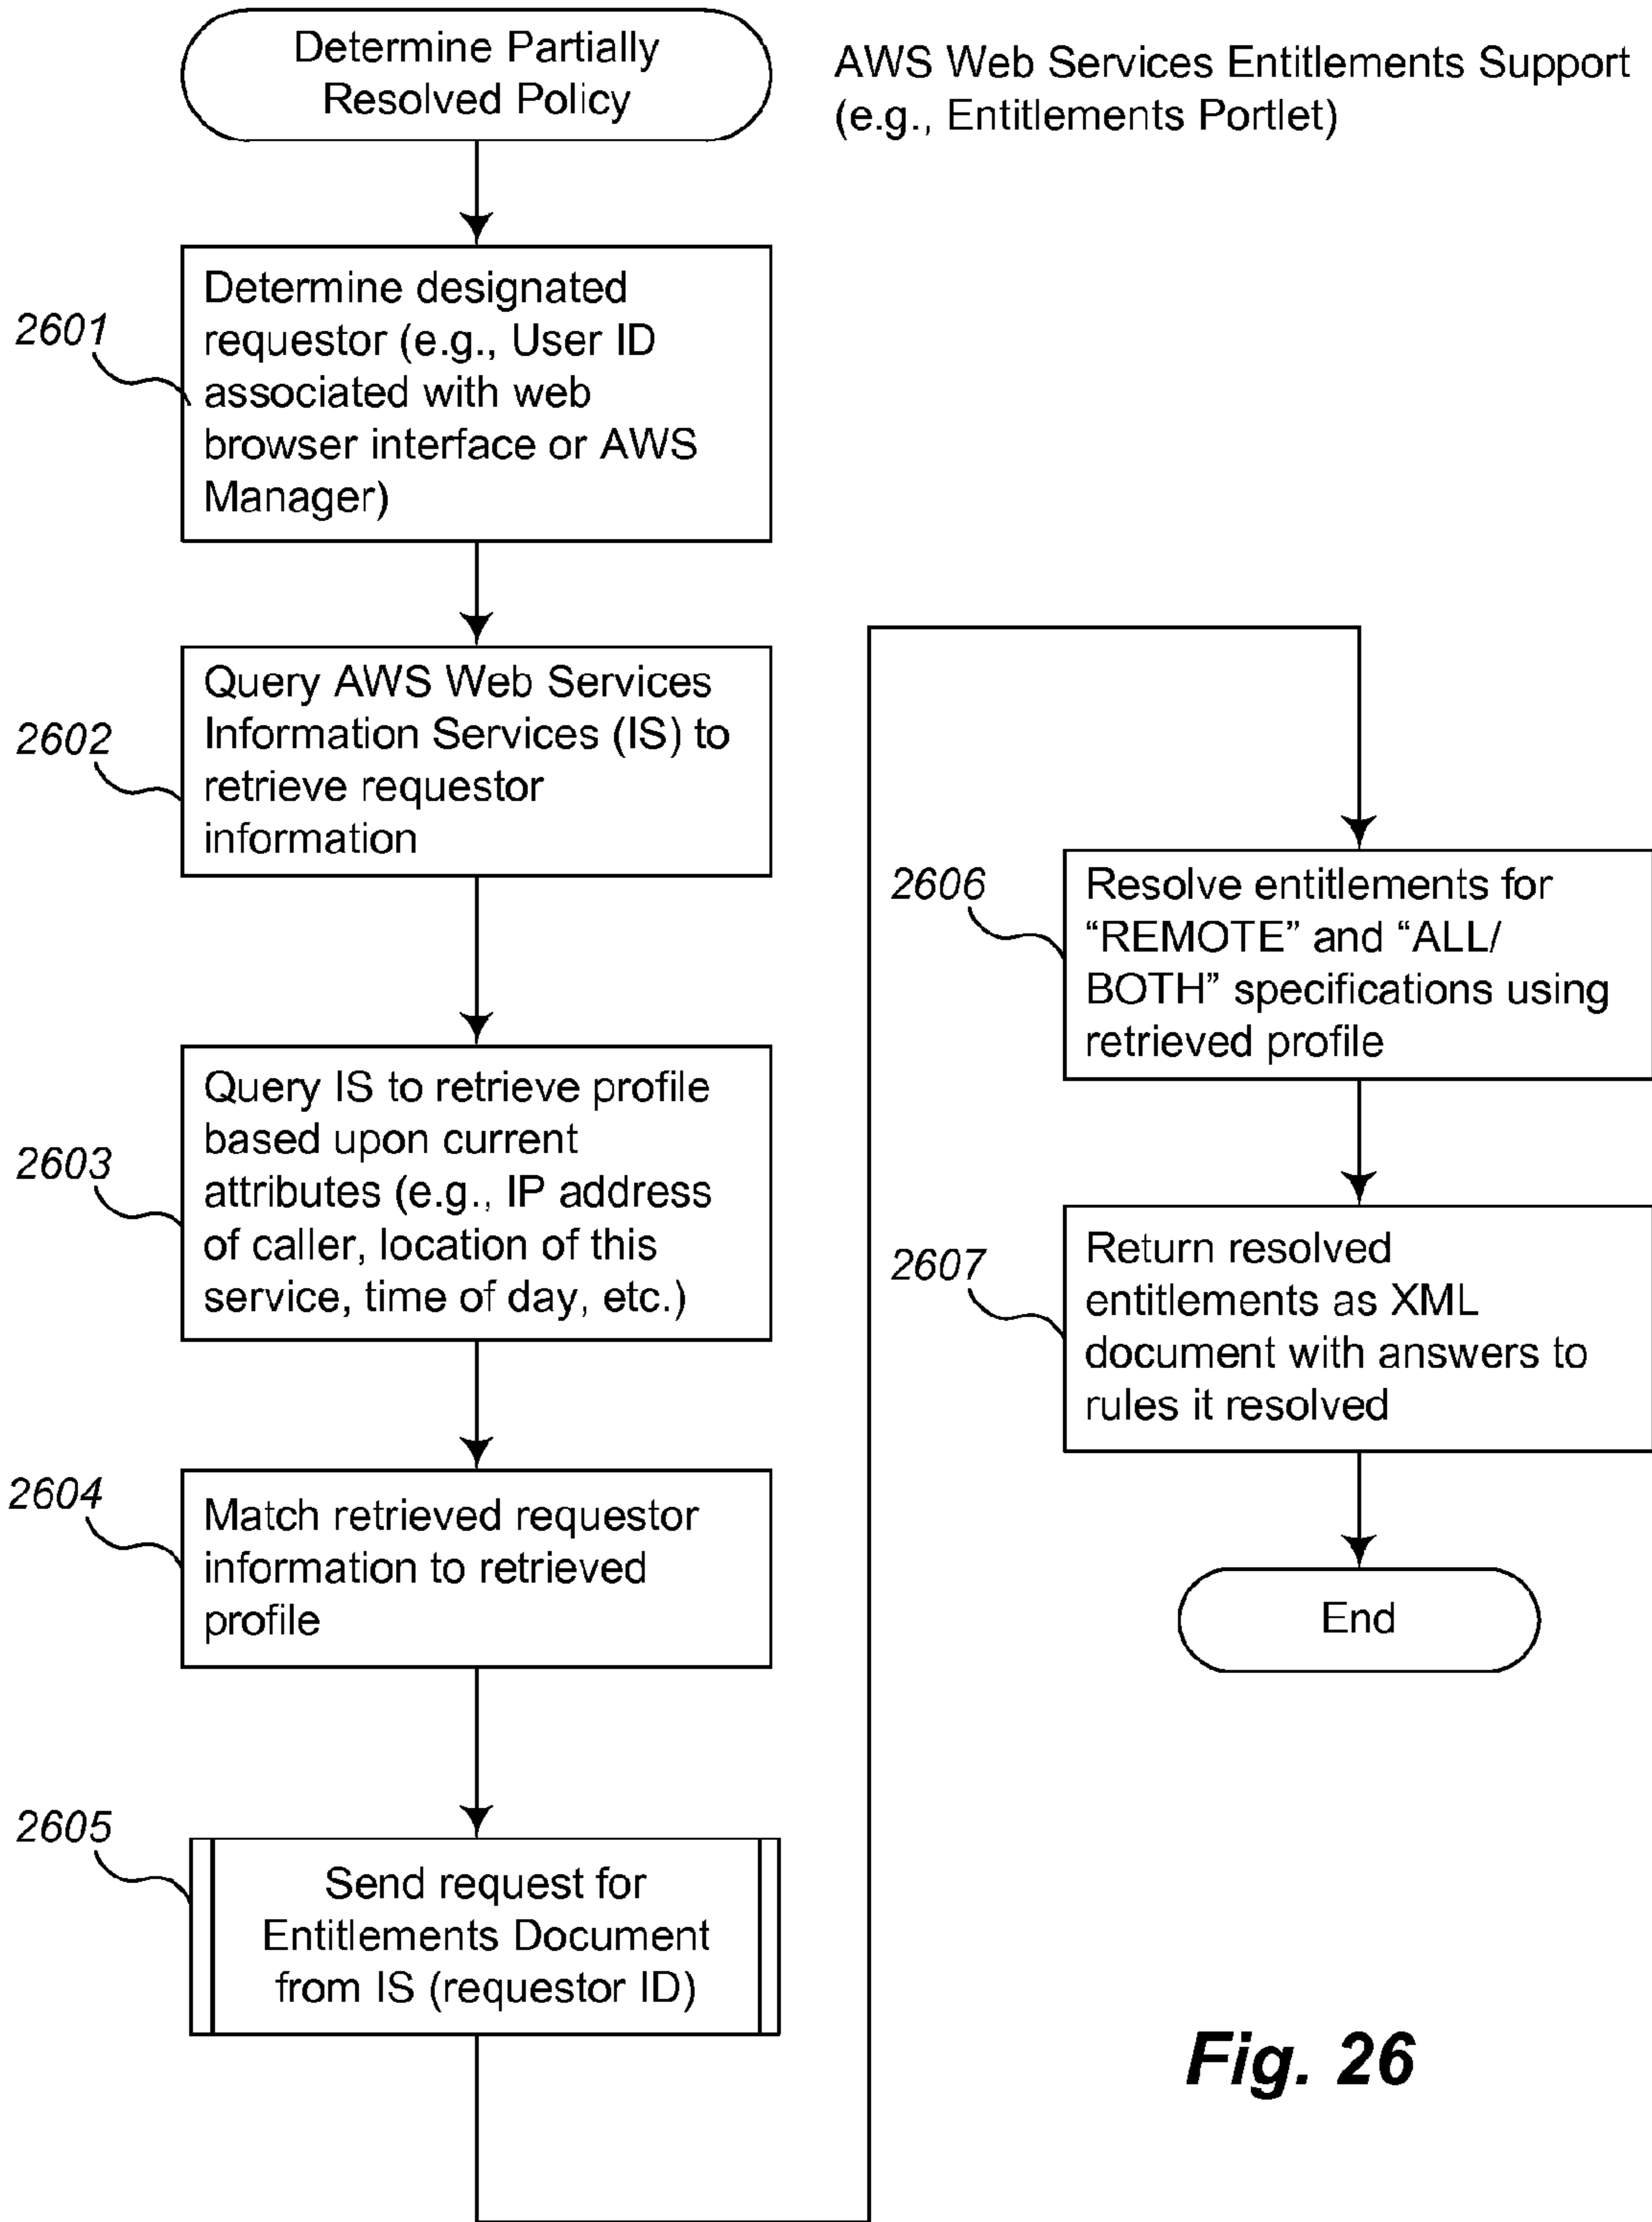 Determine Partially
Resolved Policy
AWS Web Services Entitlements Support
(e.g., Entitlements Portlet)
2601
Determine designated
requestor (e.g., User ID
associated with web
browser interface or AWS
Manager)
2602
Query AWS Web Services
Information Services (IS) to
retrieve requestor
information
2603
Query IS to retrieve profile
based upon current
attributes (e.g., IP address
of caller, location of this
service, time of day, etc.)
2604
Match retrieved requestor
information to retrieved
profile
2605
Send request for
Entitlements Document
from IS (requestor ID)
2606
Resolve entitlements for
“REMOTE” and “ALL/
BOTH” specifications using
retrieved profile
2607
Return resolved
entitlements as XML
document with answers to
rules it resolved
End
Fig. 26